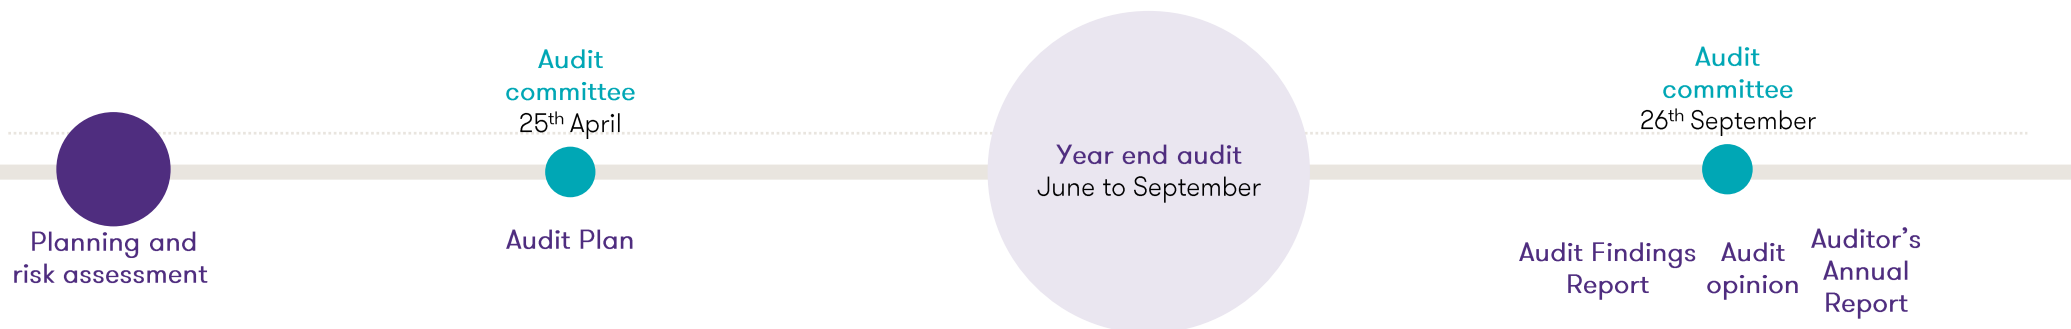 Planning and
risk assessment
Audit
committee
25th April
Audit Plan
Year end audit
June to September
Audit
committee
26th September
Audit Findings
Report
Audit
opinion
Auditor’s
Annual
Report